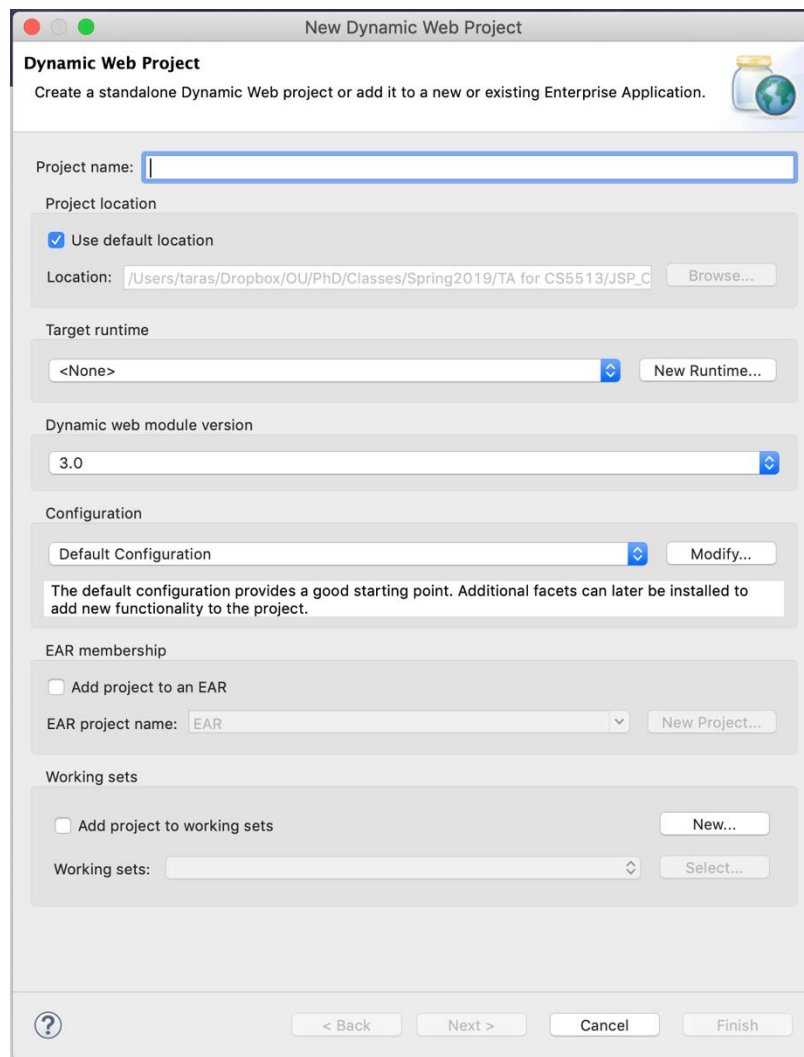 New Dynamic Web Project
Dynamic Web Project
Create a standalone Dynamic Web project or add it to a new or existing Enterprise Application.
Project name:
Project location
Use default location
Location: /Users/taras/Dropbox/OU/PhD/Classes/Spring2019/TA for CS5513/JSP_C Browse...
Target runtime
<None> New Runtime...
Dynamic web module version
3.0
Configuration
Default Configuration Modify...
The default configuration provides a good starting point. Additional facets can later be installed to
add new functionality to the project.
EAR membership
Add project to an EAR
EAR project name: EAR New Project...
Working sets
Add project to working sets New...
Working sets: Select...
? < Back Next > Cancel Finish